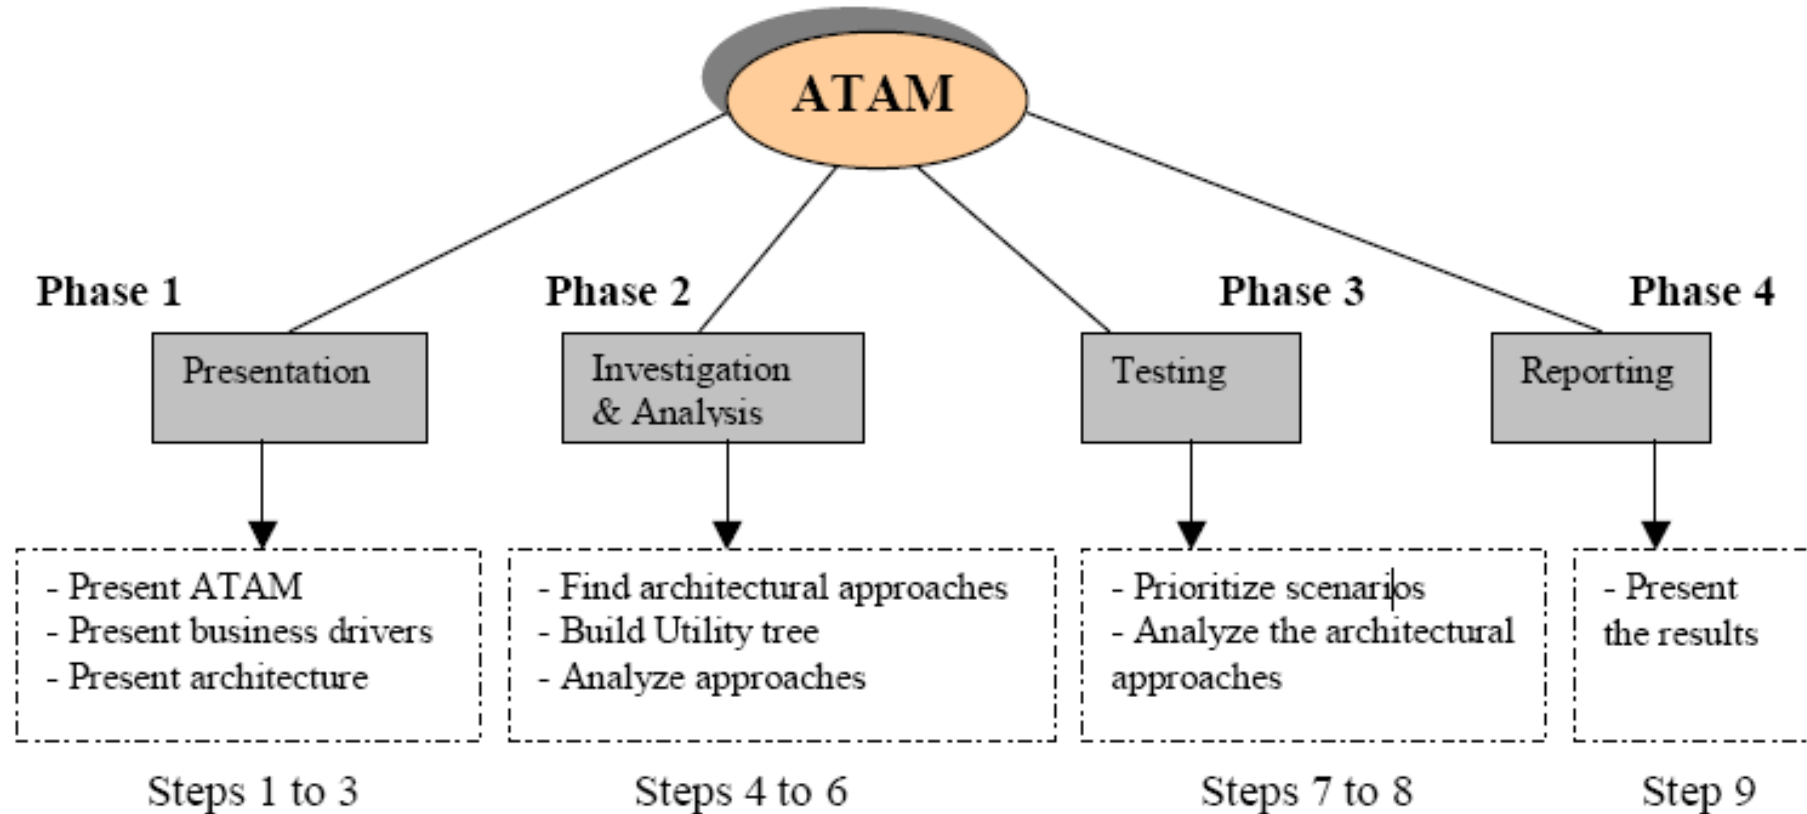 ATAM
Phase 1
Phase 2
Phase 3
Phase 4
Presentation
Investigation
& Analysis
Testing
Reporting
- Present ATAM
- Present business drivers
- Present architecture
- Find architectural approaches
- Build Utility tree
- Analyze approaches
- Prioritize scenarios
- Analyze the architectural
approaches
- Present
the results
Steps 1 to 3
Steps 4 to 6
Steps 7 to 8
Step 9